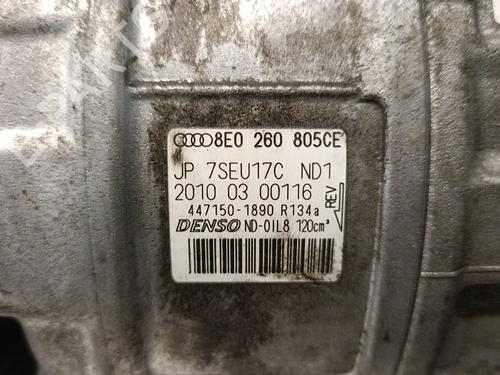 8E0 260 805CE
JP 7SEU17C ND1
2010 03 00116
447150-1890 R134a
REV
DENSO ND-OIL8 120cm³